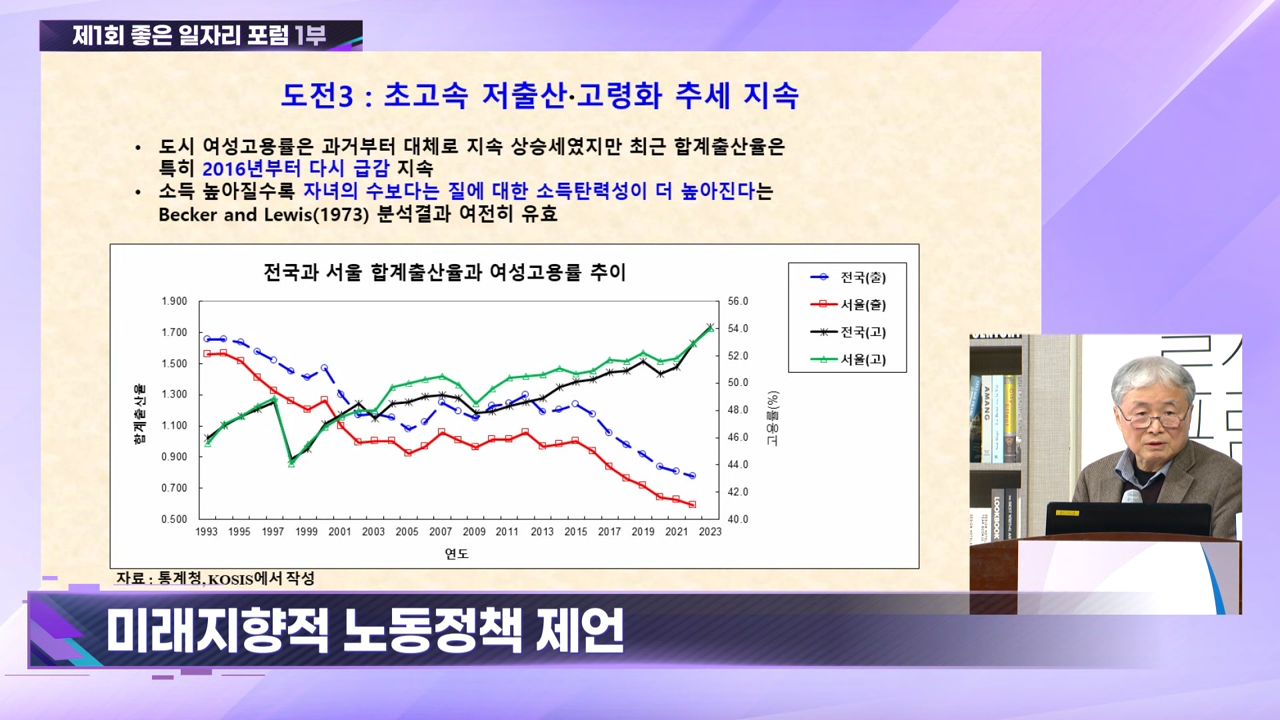 제1회 좋은 일자리 포럼 1부
도전3 : 초고속 저출산·고령화 추세 지속
• 도시 여성고용률은 과거부터 대체로 지속 상승세였지만 최근 합계출산율은
특히 2016년부터 다시 급감 지속
• 소득 높아질수록 자녀의 수보다는 질에 대한 소득탄력성이 더 높아진다는
Becker and Lewis(1973) 분석결과 여전히 유효
전국과 서울 합계출산율과 여성고용률 추이
전국(출)
서울(출)
전국(고)
서울(고)
합계출산율
1.900
1.700
1.500
1.300
1.100
0.900
0.700
0.500
56.0
54.0
52.0
50.0
48.0
46.0
44.0
42.0
40.0
고용률(%)
1993 1995 1997 1999 2001 2003 2005 2007 2009 2011 2013 2015 2017 2019 2021 2023
연도
자료 : 통계청, KOSIS에서 작성
AMANG
LOOKBOOK
미래지향적 노동정책 제언